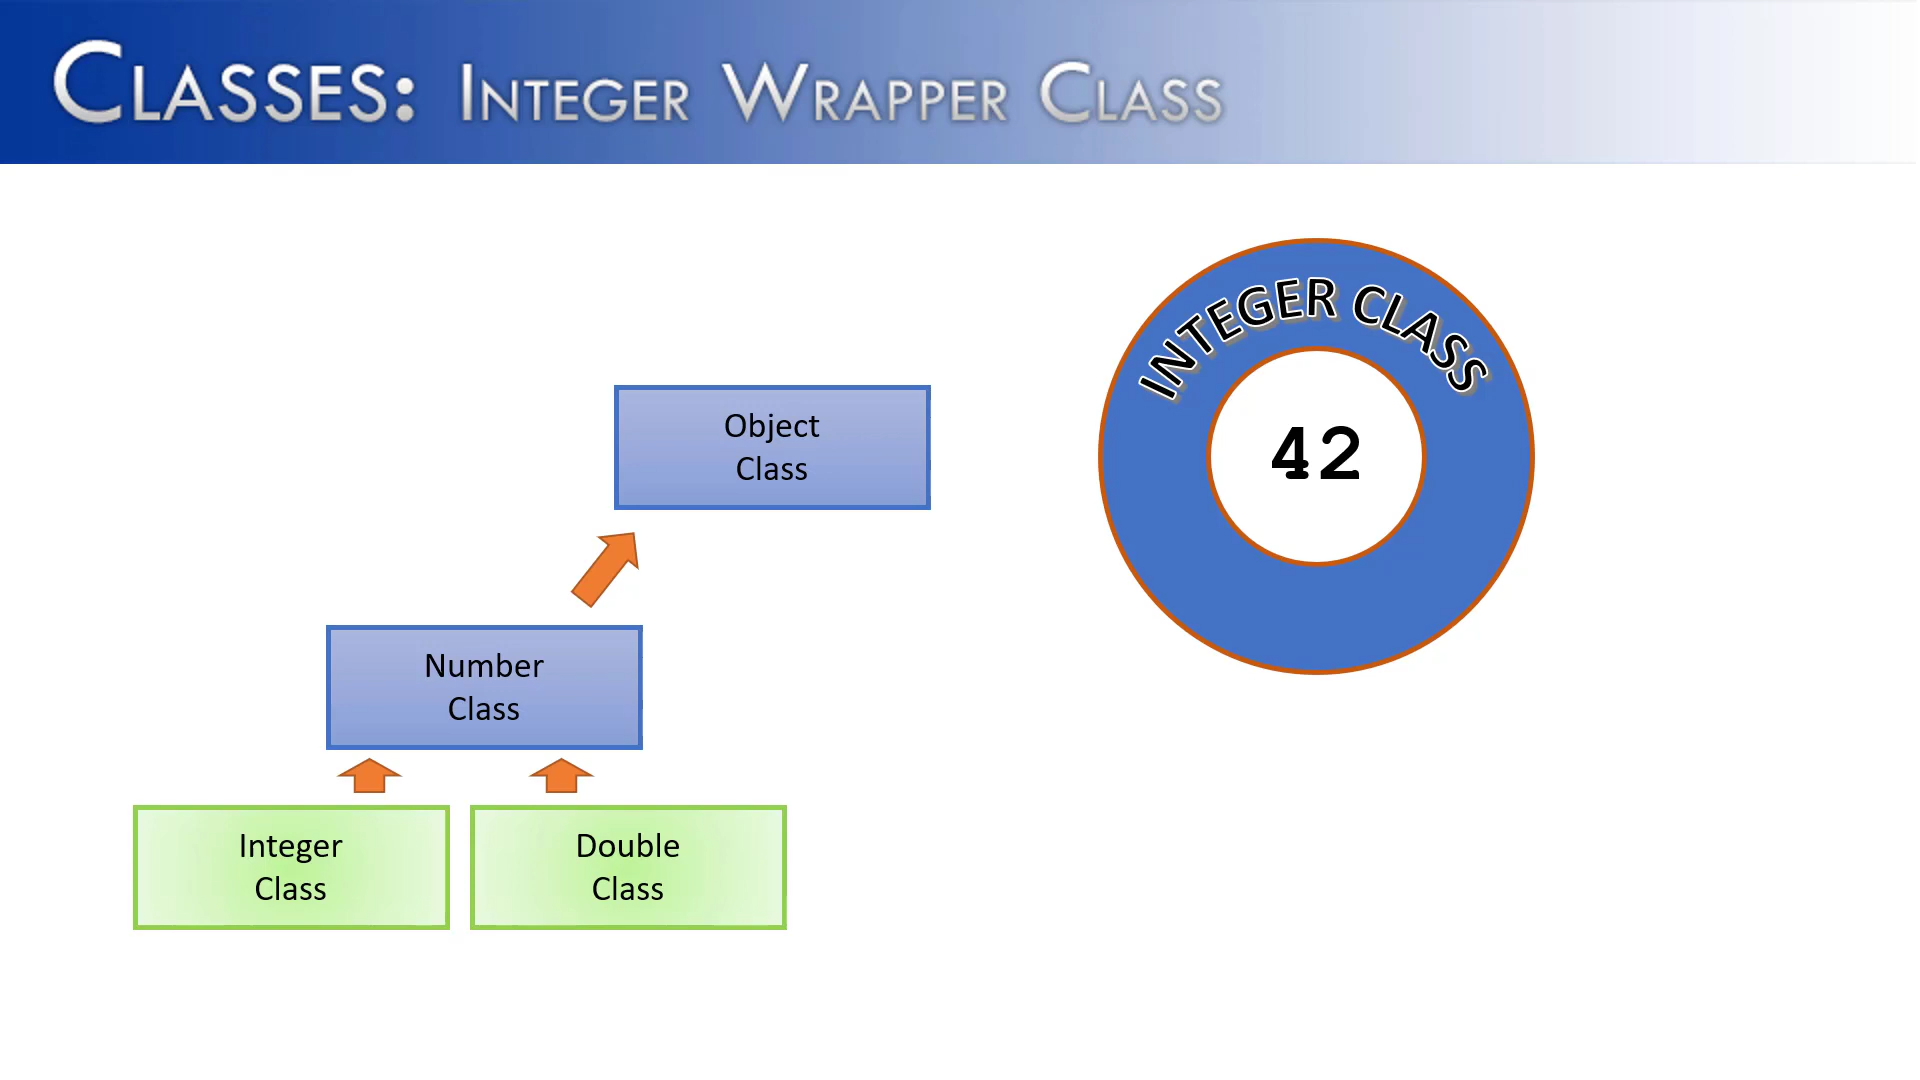 CLASSES: INTEGER WRAPPER CLASS
INTEGER CLASS
42
Object
Class
Number
Class
Integer
Class
Double
Class